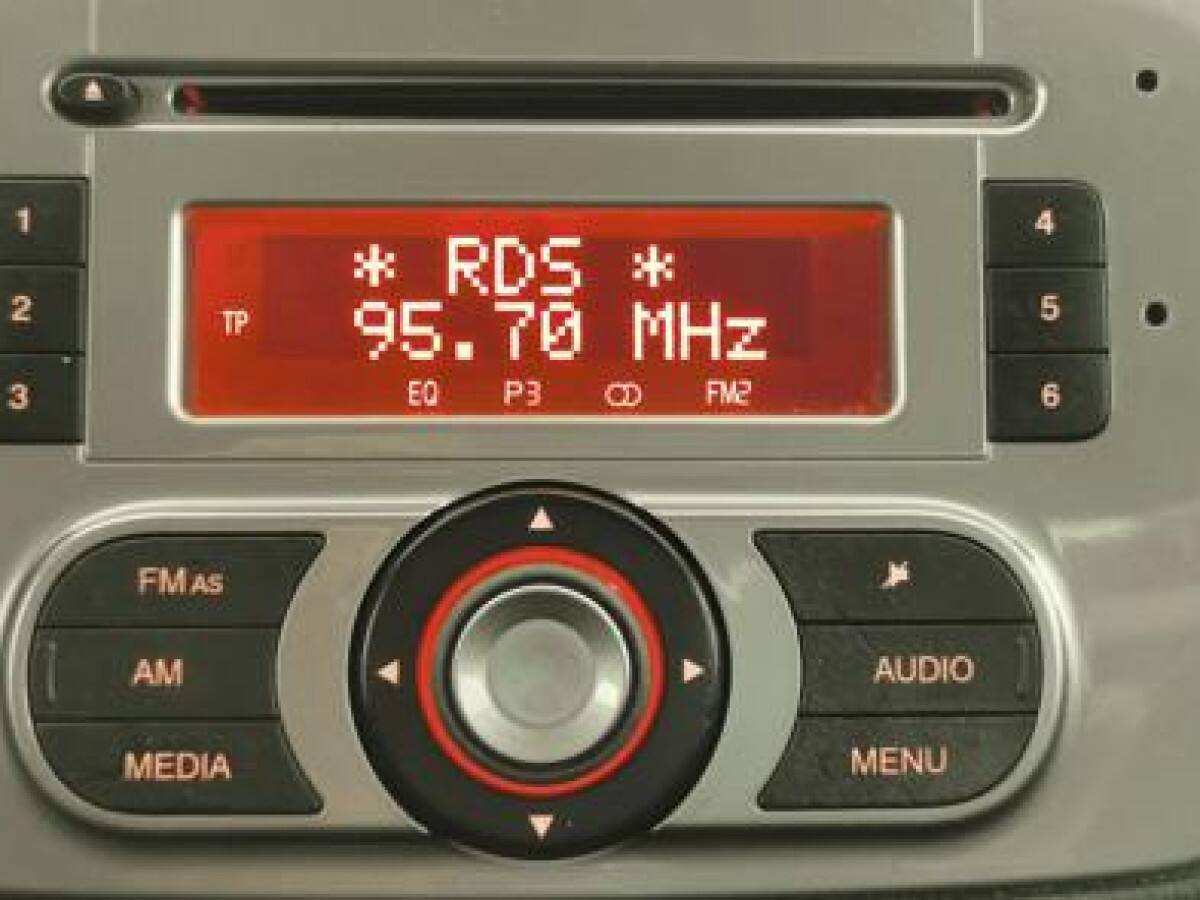 1
2
3
* RDS *
TP 95.70 MHz
EQ P3 FM2
4
5
6
FM AS
AM
MEDIA
AUDIO
MENU